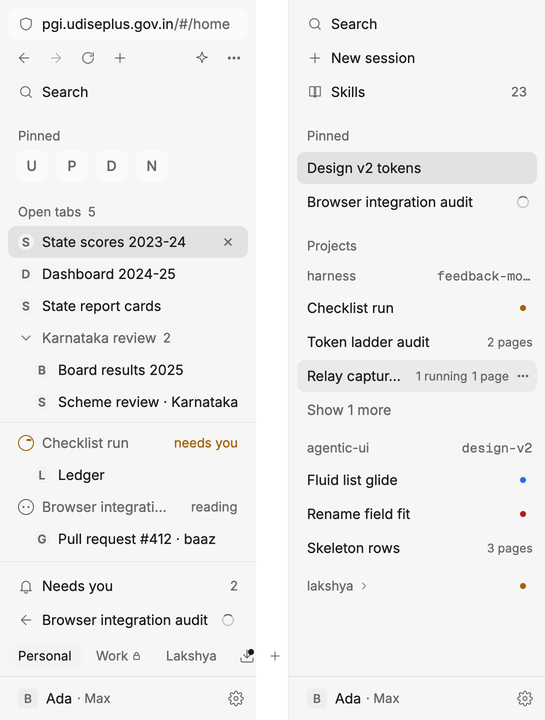 pgi.udiseplus.gov.in/#/home
Search
Pinned
U P D N
Open tabs 5
S State scores 2023-24
D Dashboard 2024-25
S State report cards
Karnataka review 2
B Board results 2025
S Scheme review · Karnataka
Checklist run needs you
L Ledger
Browser integrati... reading
G Pull request #412 · baaz
Needs you 2
Browser integration audit
Personal Work Lakshya
B Ada · Max
Search
New session
Skills 23
Pinned
Design v2 tokens
Browser integration audit
Projects
harness feedback-mo…
Checklist run
Token ladder audit 2 pages
Relay captur... 1 running 1 page
Show 1 more
agentic-ui design-v2
Fluid list glide
Rename field fit
Skeleton rows 3 pages
lakshya
B Ada · Max